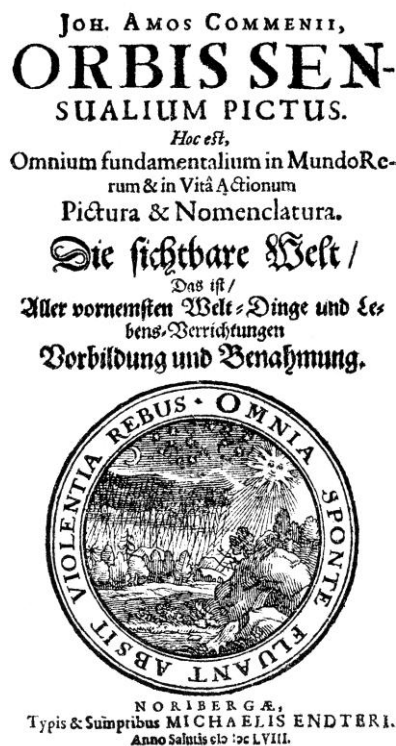 JOH. AMOS COMMENII,
ORBIS SEN-
SUALIUM PICTUS.
Hoc eſt,
Omnium fundamentalium in Mundo Re-
rum & in Vitâ Actionum
Pictura & Nomenclatura.
Die ſichtbare Welt/
Das iſt/
Aller vornemſten Welt-Dinge und Le-
bens-Verrichtungen
Vorbildung und Benahmung.
OMNIA SPONTE FLUANT ABSIT VIOLENTIA REBUS ·
NORIBERGÆ,
Typis & Sumptibus MICHAELIS ENDTERI.
Anno Salutis cIɔ Iɔc LVIII.